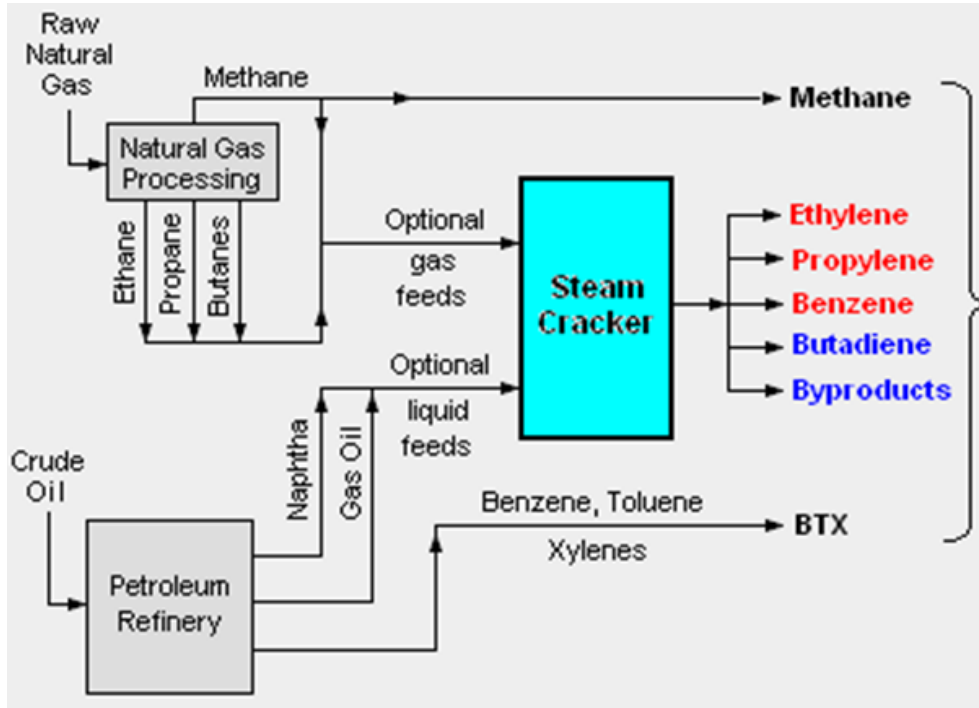 Raw
Natural
Gas
Methane
Methane
Natural Gas
Processing
Ethane
Propane
Butanes
Optional
gas
feeds
Steam
Cracker
Ethylene
Propylene
Benzene
Butadiene
Byproducts
Optional
liquid
feeds
Naphtha
Gas Oil
Crude
Oil
Petroleum
Refinery
Benzene, Toluene
Xylenes
BTX